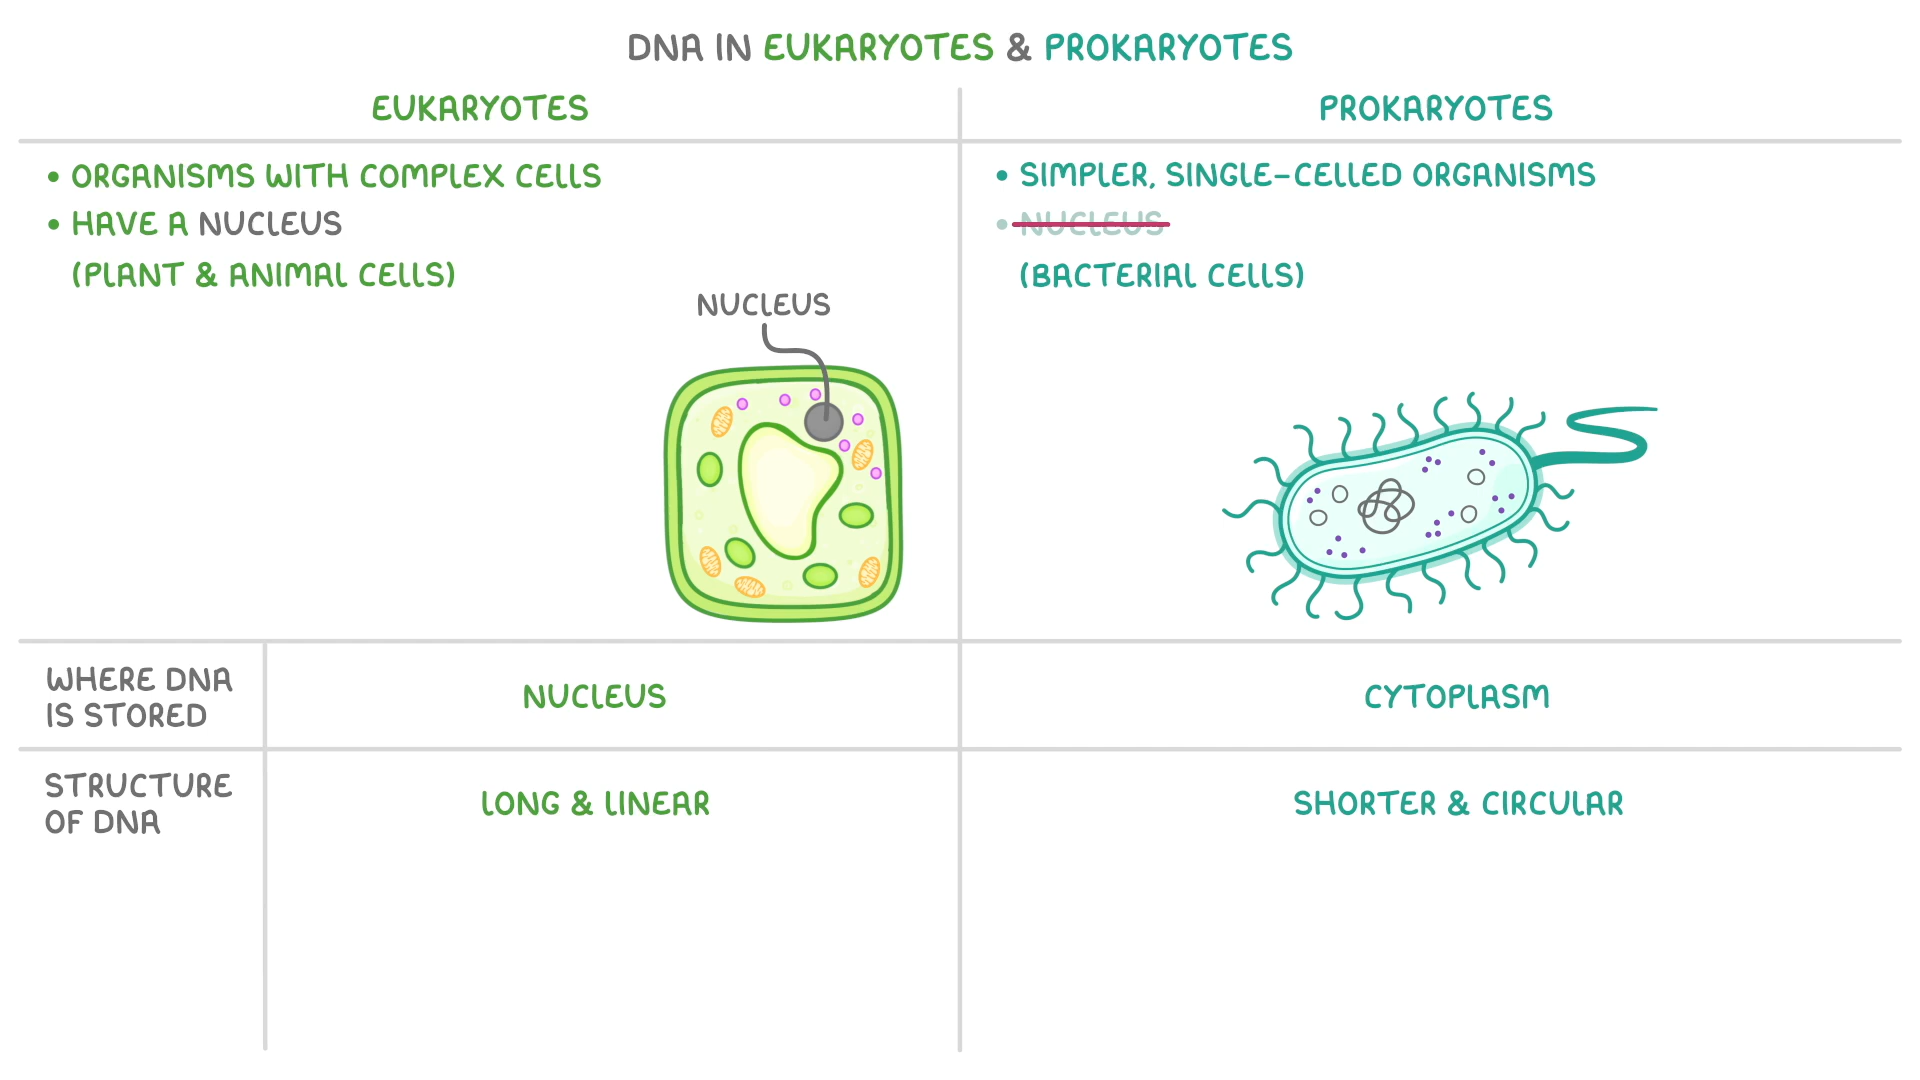 DNA IN EUKARYOTES & PROKARYOTES
EUKARYOTES
PROKARYOTES
• ORGANISMS WITH COMPLEX CELLS
• HAVE A NUCLEUS
(PLANT & ANIMAL CELLS)
NUCLEUS
• SIMPLER, SINGLE-CELLED ORGANISMS
• NUCLEUS
(BACTERIAL CELLS)
WHERE DNA
IS STORED
NUCLEUS
CYTOPLASM
STRUCTURE
OF DNA
LONG & LINEAR
SHORTER & CIRCULAR